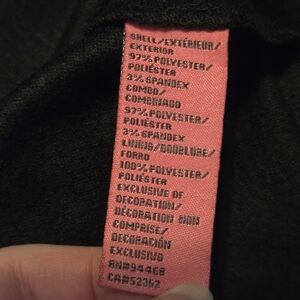 SHELL/EXTÉRIEUR/
EXTERIOR
97% POLYESTER/
POLIÉSTER
3% SPANDEX
COMBO/
COMBINADO
97% POLYESTER/
POLIÉSTER
3% SPANDEX
LINING/DOUBLURE/
FORRO
100% POLYESTER/
POLIÉSTER
EXCLUSIVE OF
DECORATION/
DÉCORATION NON
COMPRISE/
DECORACIÓN
EXCLUSIVO
RN#94468
CA#52362